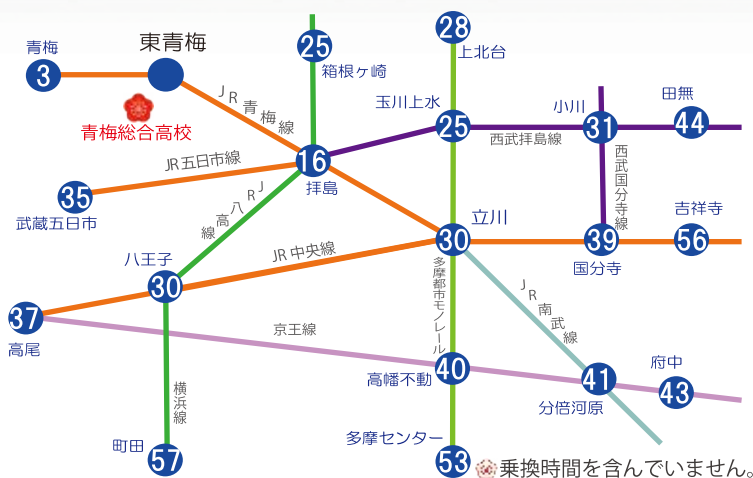 青梅
3
東青梅
青梅総合高校
25
箱根ケ崎
28
上北台
玉川上水
25
小川
31
田無
44
JR青梅線
西武拝島線
西武国分寺線
16
拝島
JR五日市線
35
武蔵五日市
JR八高線
立川
30
39
国分寺
吉祥寺
56
八王子
30
JR中央線
37
高尾
京王線
多摩都市モノレール
JR南武線
高幡不動
40
41
分倍河原
府中
43
横浜線
町田
57
多摩センター
53
乗換時間を含んでいません。